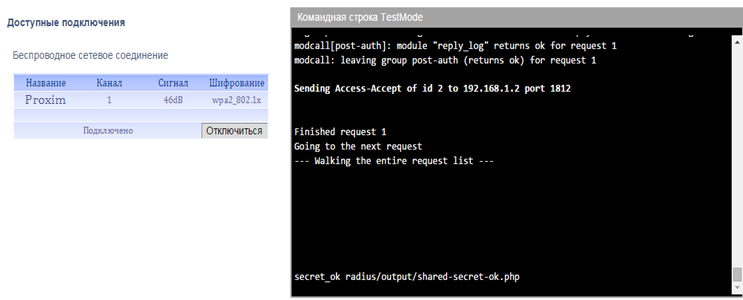 Доступные подключения
Беспроводное сетевое соединение
Название Канал Сигнал Шифрование
Proxim 1 46dB wpa2_802.1x
Подключено Отключиться
Командная строка TestMode
modcall[post-auth]: module "reply_log" returns ok for request 1
modcall: leaving group post-auth (returns ok) for request 1
Sending Access-Accept of id 2 to 192.168.1.2 port 1812
Finished request 1
Going to the next request
--- Walking the entire request list ---
secret_ok radius/output/shared-secret-ok.php